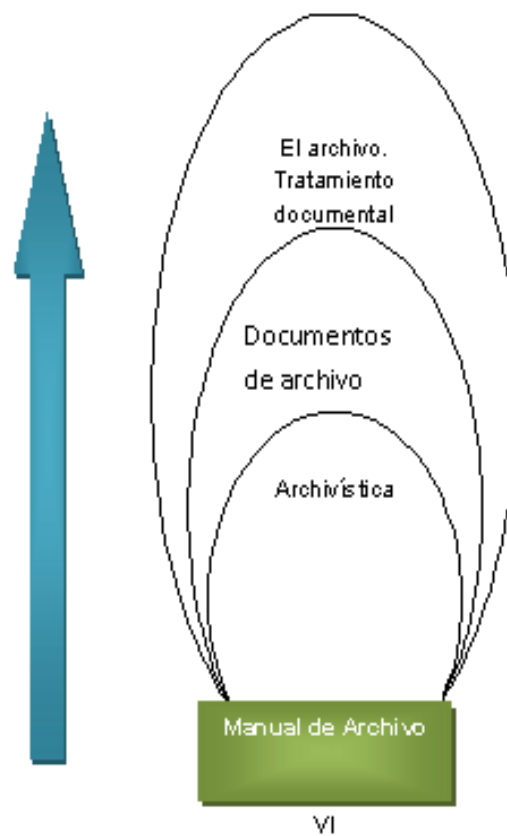 El archivo.
Tratamiento
documental
Documentos
de archivo
Archivística
Manual de Archivo
VI